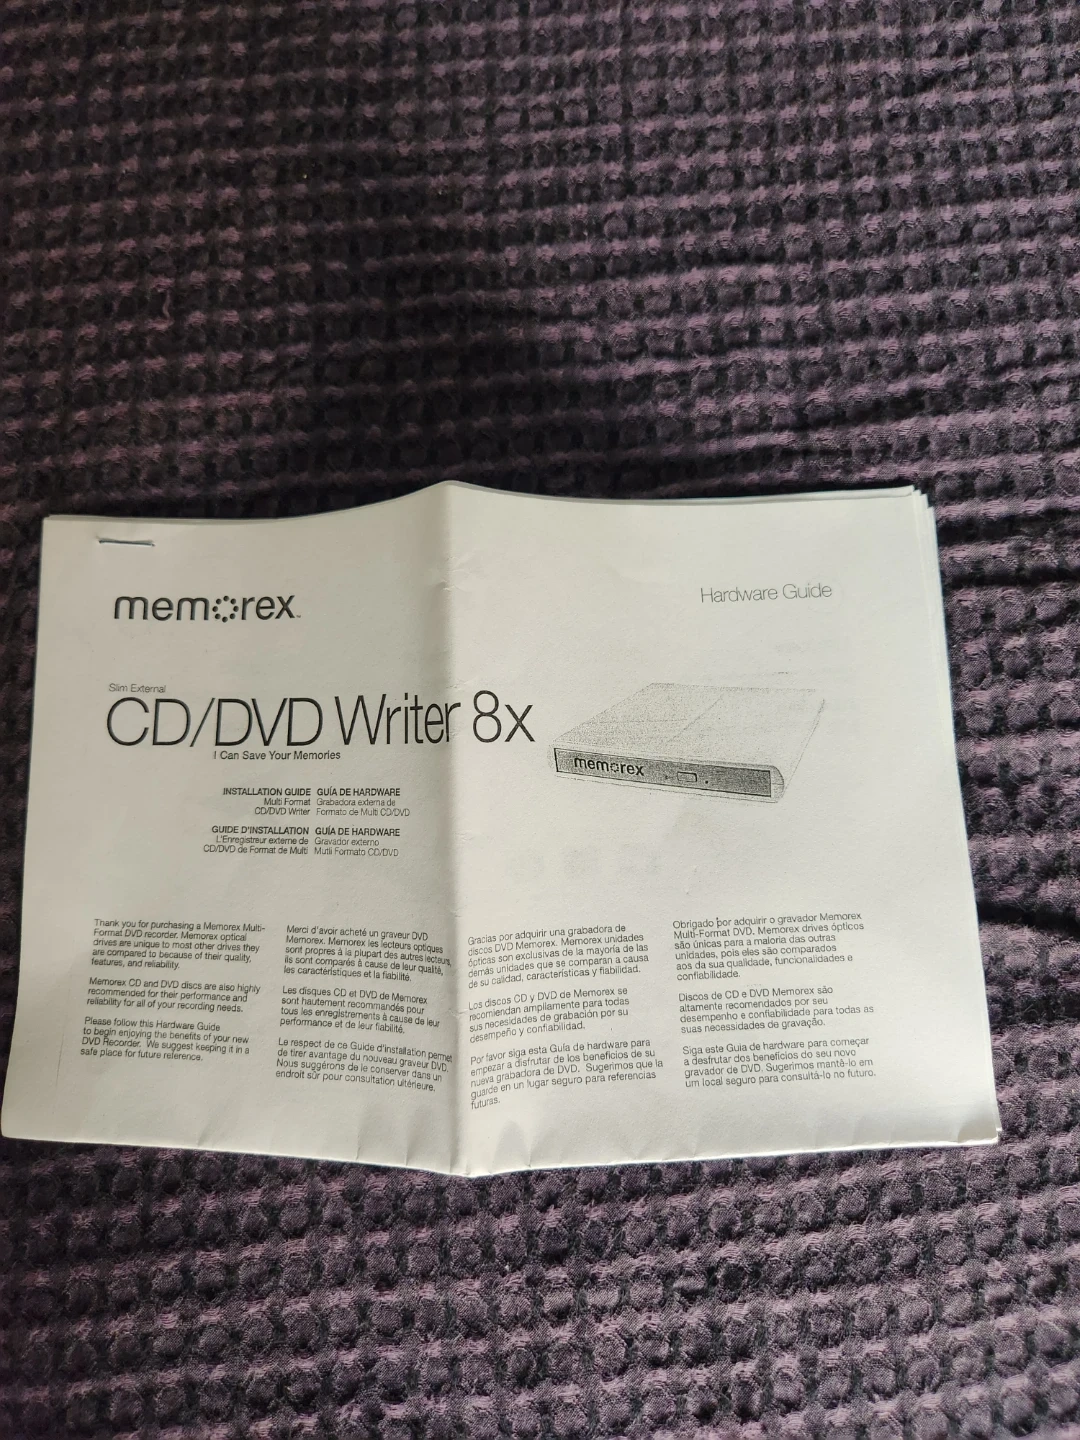 memorex™
Hardware Guide
Slim External
CD/DVD Writer 8x
I Can Save Your Memories
memorex
INSTALLATION GUIDE
Multi Format
CD/DVD Writer
GUÍA DE HARDWARE
Grabadora externa de
Formato de Multi CD/DVD
GUIDE D'INSTALLATION
L'Enregistreur externe de
CD/DVD de Format de Multi
GUÍA DE HARDWARE
Gravador externo
Mutli Formato CD/DVD
Thank you for purchasing a Memorex Multi-
Format DVD recorder. Memorex optical
drives are unique to most other drives they
are compared to because of their quality,
features, and reliability.
Memorex CD and DVD discs are also highly
recommended for their performance and
reliability for all of your recording needs.
Please follow this Hardware Guide
to begin enjoying the benefits of your new
DVD Recorder. We suggest keeping it in a
safe place for future reference.
Merci d'avoir acheté un graveur DVD
Memorex. Memorex les lecteurs optiques
sont propres à la plupart des autres lecteurs,
ils sont comparés à cause de leur qualité,
les caractéristiques et la fiabilité.
Les disques CD et DVD de Memorex
sont hautement recommandés pour
tous les enregistrements à cause de leur
performance et de leur fiabilité.
Le respect de ce Guide d'installation permet
de tirer avantage du nouveau graveur DVD.
Nous suggérons de le conserver dans un
endroit sûr pour consultation ultérieure.
Gracias por adquirir una grabadora de
discos DVD Memorex. Memorex unidades
ópticas son exclusivas de la mayoría de las
demás unidades que se comparan a causa
de su calidad, características y fiabilidad.
Los discos CD y DVD de Memorex se
recomiendan ampliamente para todas
sus necesidades de grabación por su
desempeño y confiabilidad.
Por favor siga esta Guía de hardware para
empezar a disfrutar de los beneficios de su
nueva grabadora de DVD. Sugerimos que la
guarde en un lugar seguro para referencias
futuras.
Obrigado por adquirir o gravador Memorex
Multi-Format DVD. Memorex drives ópticos
são únicas para a maioria das outras
unidades, pois eles são comparados
aos da sua qualidade, funcionalidades e
confiabilidade.
Discos de CD e DVD Memorex são
altamente recomendados por seu
desempenho e confiabilidade para todas as
suas necessidades de gravação.
Siga este Guia de hardware para começar
a desfrutar dos benefícios do seu novo
gravador de DVD. Sugerimos mantê-lo em
um local seguro para consultá-lo no futuro.